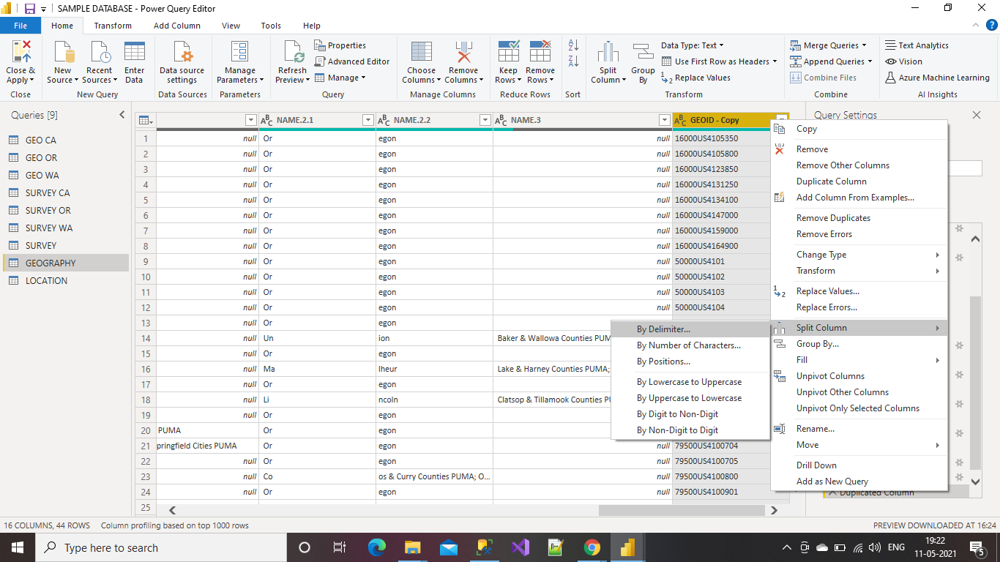 SAMPLE DATABASE - Power Query Editor
File Home Transform Add Column View Tools Help
Close & Apply
New Source
Recent Sources
Enter Data
Data source settings
Manage Parameters
Refresh Preview
Properties
Advanced Editor
Manage
Choose Columns
Remove Columns
Keep Rows
Remove Rows
Split Column
Group By
Data Type: Text
Use First Row as Headers
Replace Values
Merge Queries
Append Queries
Combine Files
Text Analytics
Vision
Azure Machine Learning
Close New Query Data Sources Parameters Query Manage Columns Reduce Rows Sort Transform Combine AI Insights
Queries [9]
GEO CA
GEO OR
GEO WA
SURVEY CA
SURVEY OR
SURVEY WA
SURVEY
GEOGRAPHY
LOCATION
NAME.2.1 NAME.2.2 NAME.3 GEOID - Copy
1 null Or egon null 16000US4105350
2 null Or egon null 16000US4105800
3 null Or egon null 16000US4123850
4 null Or egon null 16000US4131250
5 null Or egon null 16000US4134100
6 null Or egon null 16000US4147000
7 null Or egon null 16000US4159000
8 null Or egon null 16000US4164900
9 null Or egon null 50000US4101
10 null Or egon null 50000US4102
11 null Or egon null 50000US4103
12 null Or egon null 50000US4104
13 null Or egon
14 null Un ion Baker & Wallowa Counties PUM
15 null Or egon
16 null Ma lheur Lake & Harney Counties PUMA;
17 null Or egon
18 null Li ncoln Clatsop & Tillamook Counties PU
19 null Or egon
20 PUMA Or egon
21 pringfield Cities PUMA Or egon null 79500US4100704
22 null Or egon null 79500US4100705
23 null Co os & Curry Counties PUMA; O... null 79500US4100800
24 null Or egon null 79500US4100901
25
By Delimiter...
By Number of Characters...
By Positions...
By Lowercase to Uppercase
By Uppercase to Lowercase
By Digit to Non-Digit
By Non-Digit to Digit
Query Settings
Copy
Remove
Remove Other Columns
Duplicate Column
Add Column From Examples...
Remove Duplicates
Remove Errors
Change Type
Transform
Replace Values...
Replace Errors...
Split Column
Group By...
Fill
Unpivot Columns
Unpivot Other Columns
Unpivot Only Selected Columns
Rename...
Move
Drill Down
Add as New Query
Duplicated Column
16 COLUMNS, 44 ROWS Column profiling based on top 1000 rows PREVIEW DOWNLOADED AT 16:24
Type here to search
ENG
19:22
11-05-2021
5